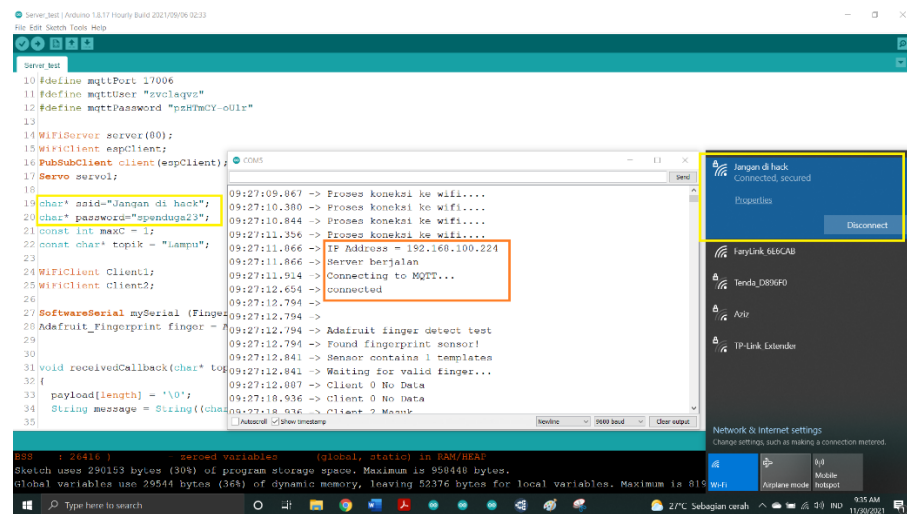 Server_test | Arduino 1.8.17 Hourly Build 2021/09/06 02:33
File Edit Sketch Tools Help
Server_test
10 #define mqttPort 17006
11 #define mqttUser "zvclaqvz"
12 #define mqttPassword "pzHTmCY-oUlr"
13
14 WiFiServer server(80);
15 WiFiClient espClient;
16 PubSubClient client(espClient);
17 Servo servo1;
18
19 char* ssid="Jangan di hack";
20 char* password="spenduga23";
21 const int maxC = 1;
22 const char* topik = "Lampu";
23
24 WiFiClient Client1;
25 WiFiClient Client2;
26
27 SoftwareSerial mySerial (Finger
28 Adafruit_Fingerprint finger = A
29
30
31 void receivedCallback(char* top
32 {
33 payload[length] = '\0';
34 String message = String((cha
35
COM5
Send
09:27:09.867 -> Proses koneksi ke wifi....
09:27:10.380 -> Proses koneksi ke wifi....
09:27:10.844 -> Proses koneksi ke wifi....
09:27:11.356 -> Proses koneksi ke wifi....
09:27:11.866 -> IP Address = 192.168.100.224
09:27:11.866 -> Server berjalan
09:27:11.914 -> Connecting to MQTT...
09:27:12.654 -> connected
09:27:12.794 ->
09:27:12.794 ->
09:27:12.794 -> Adafruit finger detect test
09:27:12.794 -> Found fingerprint sensor!
09:27:12.841 -> Sensor contains 1 templates
09:27:12.841 -> Waiting for valid finger...
09:27:12.887 -> Client 0 No Data
09:27:18.936 -> Client 0 No Data
09:27:18.936 -> Client 2 Masuk
Autoscroll Show timestamp
Newline
9600 baud
Clear output
Jangan di hack
Connected, secured
Properties
Disconnect
FaryLink_6E6CAB
Tenda_D896F0
Aziz
TP-Link Extender
Network & Internet settings
Change settings, such as making a connection metered.
Wi-Fi
Airplane mode
Mobile hotspot
BSS : 26416 ) - zeroed variables (global, static) in RAM/HEAP
Sketch uses 290153 bytes (30%) of program storage space. Maximum is 958448 bytes.
Global variables use 29544 bytes (36%) of dynamic memory, leaving 52376 bytes for local variables. Maximum is 819
Type here to search
27°C Sebagian cerah
IND
9:35 AM
11/30/2021